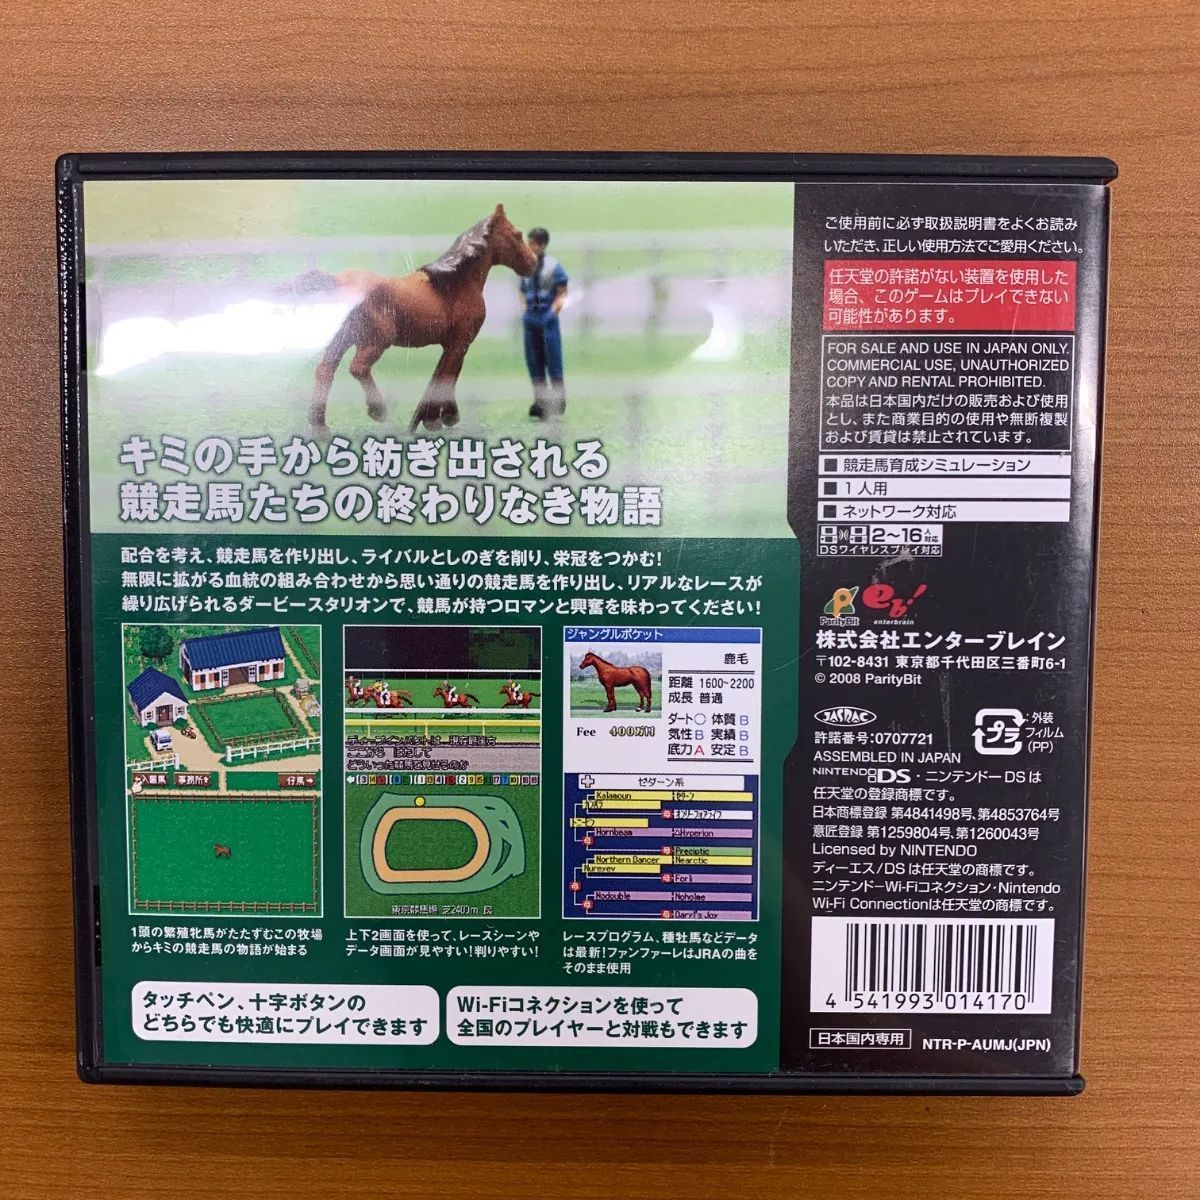 キミの手から紡ぎ出される
競走馬たちの終わりなき物語
配合を考え、競走馬を作り出し、ライバルとしのぎを削り、栄冠をつかむ!
無限に拡がる血統の組み合わせから思い通りの競走馬を作り出し、リアルなレースが
繰り広げられるダービースタリオンで、競馬が持つロマンと興奮を味わってください!
入厩馬
事務所
仔馬
1頭の繁殖牝馬がたたずむこの牧場
からキミの競走馬の物語が始まる
どういった競馬を見せるのか
東京競馬場 芝2400m 良
上下2画面を使って、レースシーンや
データ画面が見やすい!判りやすい!
ジャングルポケット
鹿毛
距離 1600~2200
成長 普通
ダート○ 体質 B
気性 B 実績 B
底力 A 安定 B
Fee 400万円
ゼダーン系
Kalamoun
ゼダーン
Hornbeam
Hyperion
Preciptic
Northern Dancer
Nearctic
Nureyev
Forli
Nodouble
Noholme
Daryl's Joy
レースプログラム、種牡馬などデータ
は最新!ファンファーレはJRAの曲を
そのまま使用
タッチペン、十字ボタンの
どちらでも快適にプレイできます
Wi-Fiコネクションを使って
全国のプレイヤーと対戦もできます
ご使用前に必ず取扱説明書をよくお読み
いただき、正しい使用方法でご愛用ください。
任天堂の許諾がない装置を使用した
場合、このゲームはプレイできない
可能性があります。
FOR SALE AND USE IN JAPAN ONLY.
COMMERCIAL USE, UNAUTHORIZED
COPY AND RENTAL PROHIBITED.
本品は日本国内だけの販売および使用
とし、また商業目的の使用や無断複製
および賃貸は禁止されています。
■ 競走馬育成シミュレーション
■ 1人用
■ ネットワーク対応
2~16人対応
DSワイヤレスプレイ対応
ParityBit
eb!
enterbrain
株式会社エンターブレイン
〒102-8431 東京都千代田区三番町6-1
© 2008 ParityBit
JASRAC
許諾番号:0707721
プラ
:外装
フィルム
(PP)
ASSEMBLED IN JAPAN
NINTENDO DS・ニンテンドーDSは
任天堂の登録商標です。
日本商標登録 第4841498号、第4853764号
意匠登録 第1259804号、第1260043号
Licensed by NINTENDO
ディーエス/DSは任天堂の商標です。
ニンテンドーWi-Fiコネクション・Nintendo
Wi-Fi Connectionは任天堂の商標です。
4 541993 014170
日本国内専用
NTR-P-AUMJ(JPN)